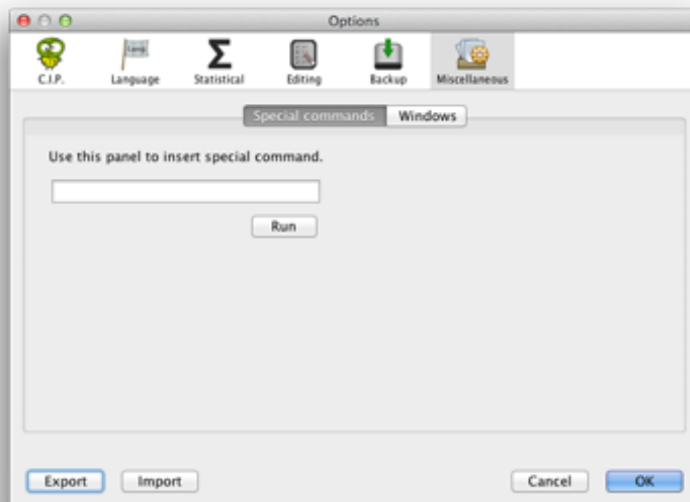 Options
C.I.P. Language Statistical Editing Backup Miscellaneous
Special commands Windows
Use this panel to insert special command.
Run
Export Import Cancel OK